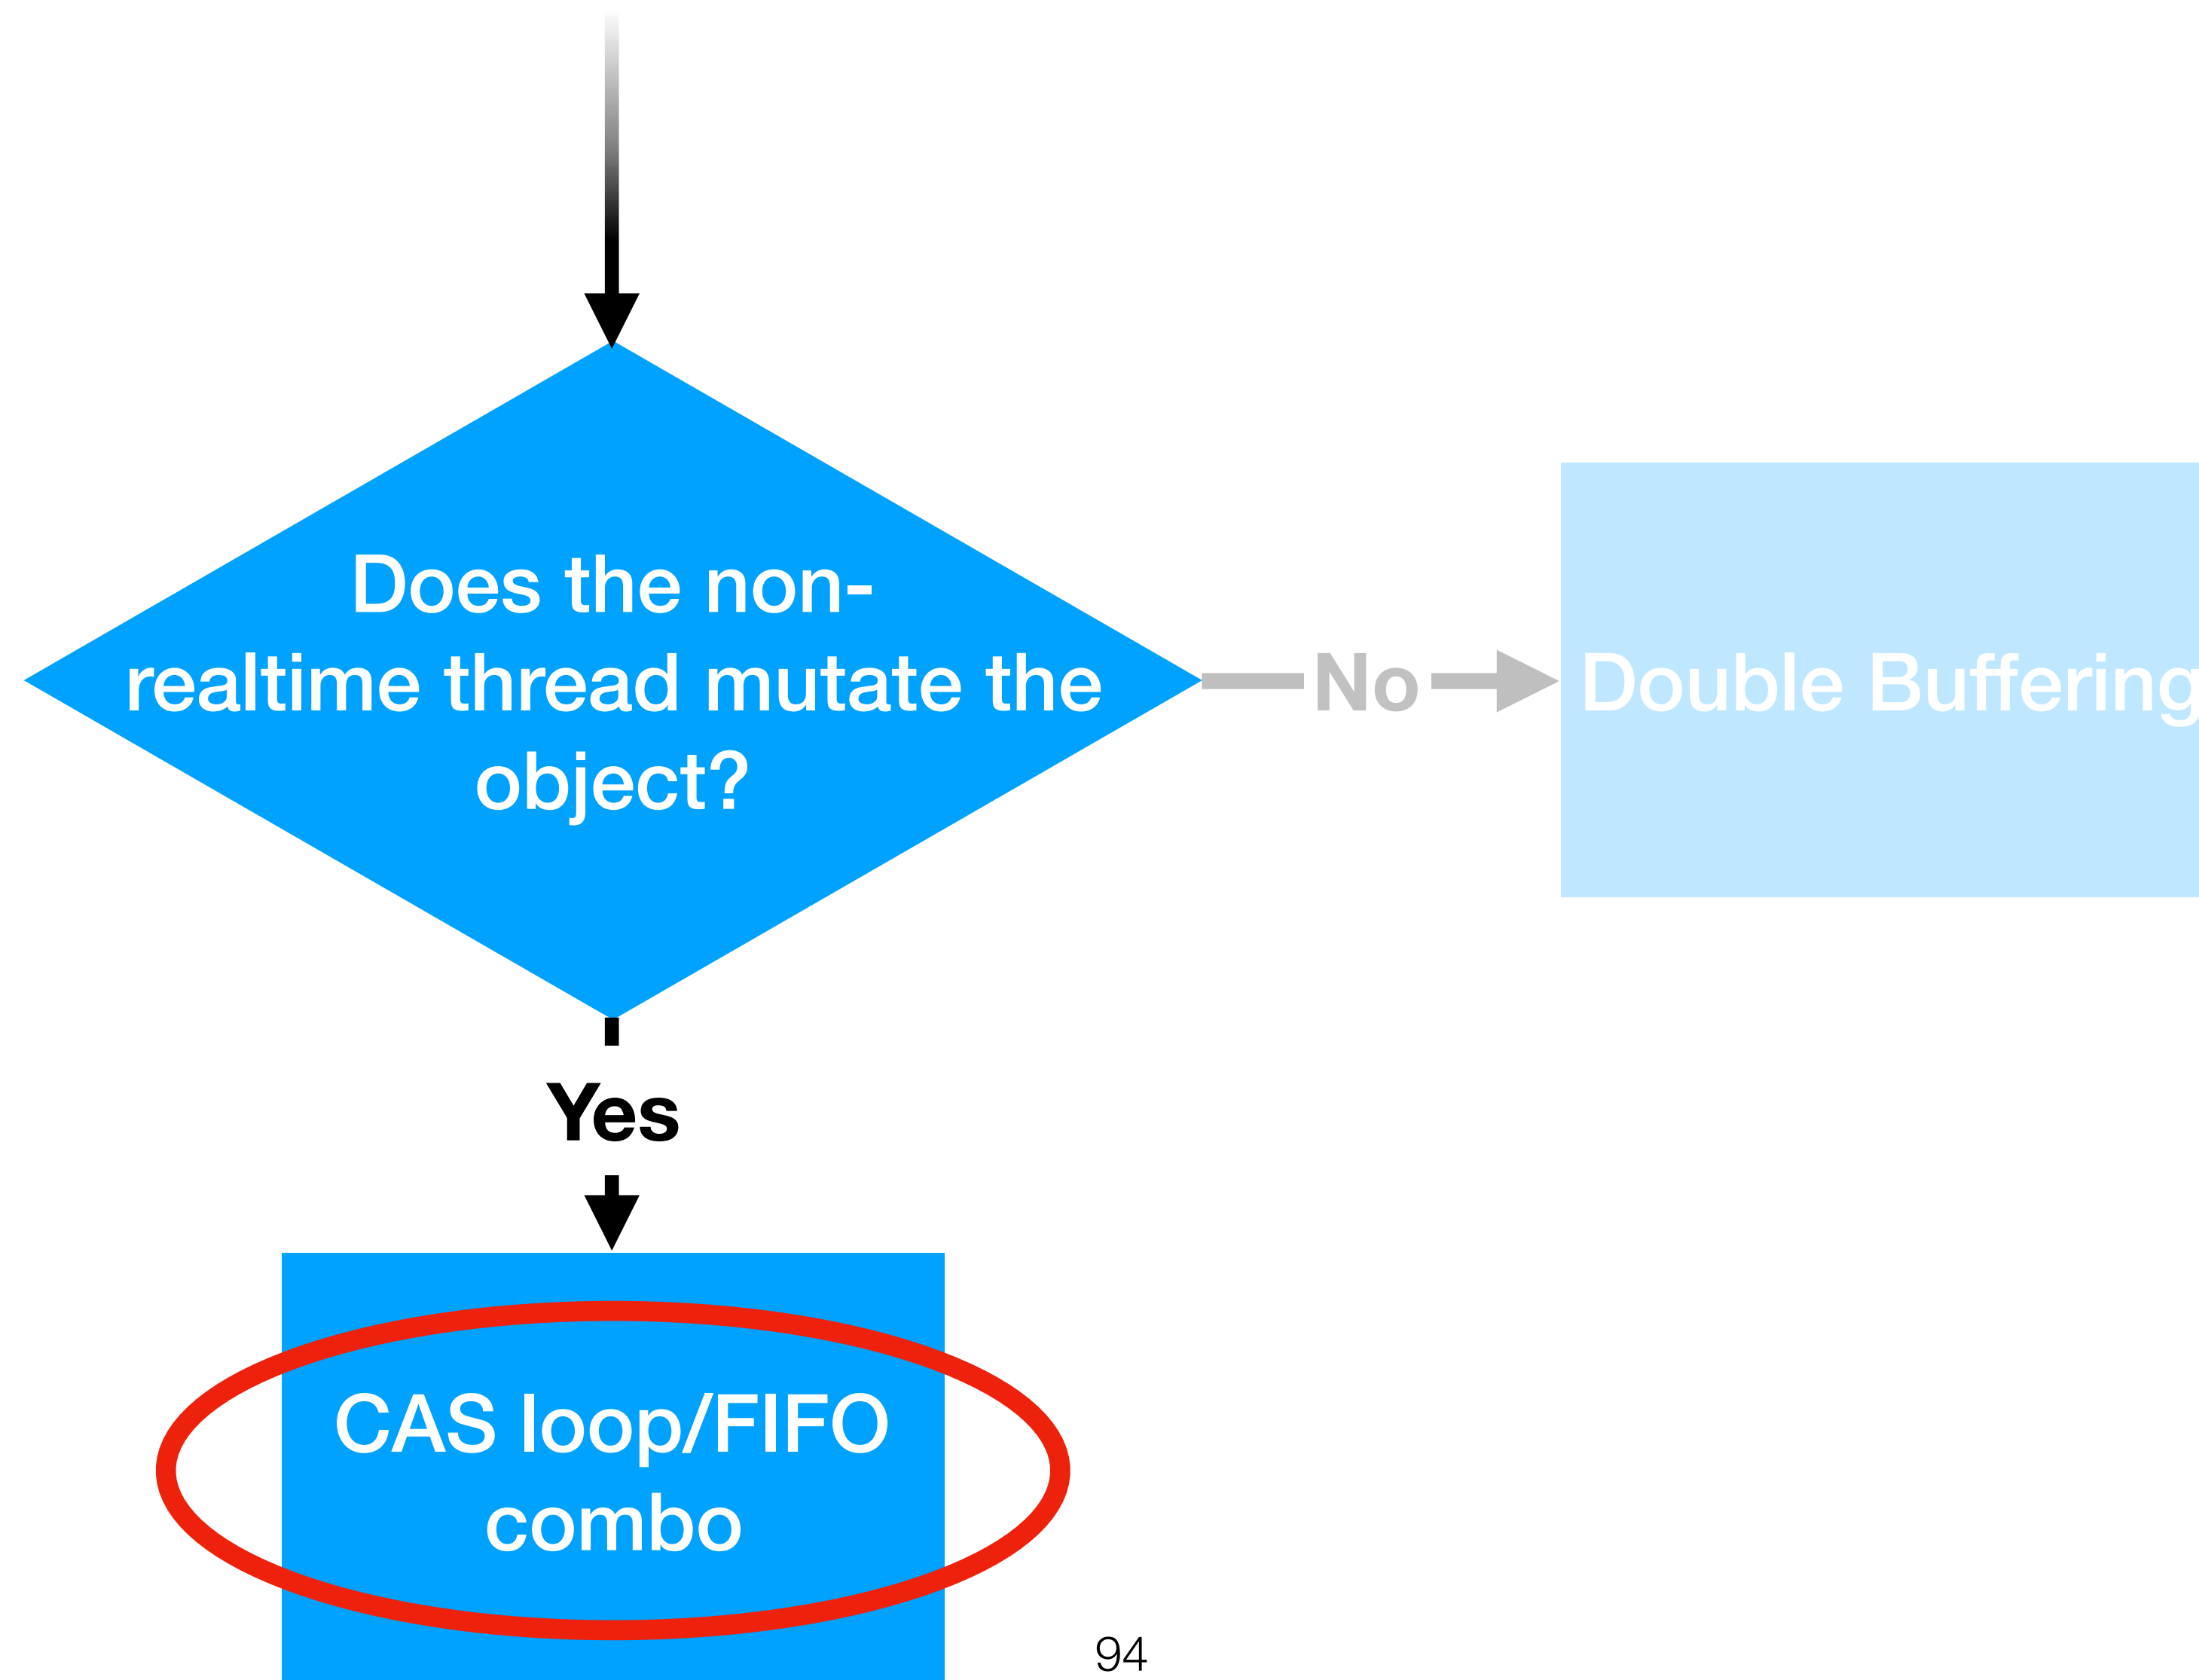 Does the non-
realtime thread mutate the
object?
No
Double Buffering
Yes
CAS loop/FIFO
combo
94